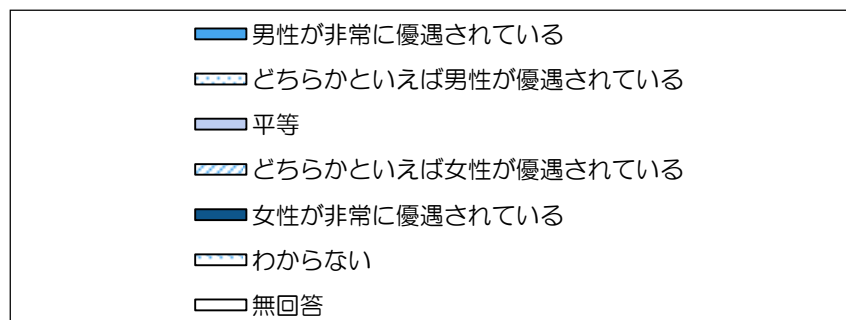 男性が非常に優遇されている
どちらかといえば男性が優遇されている
平等
どちらかといえば女性が優遇されている
女性が非常に優遇されている
わからない
無回答